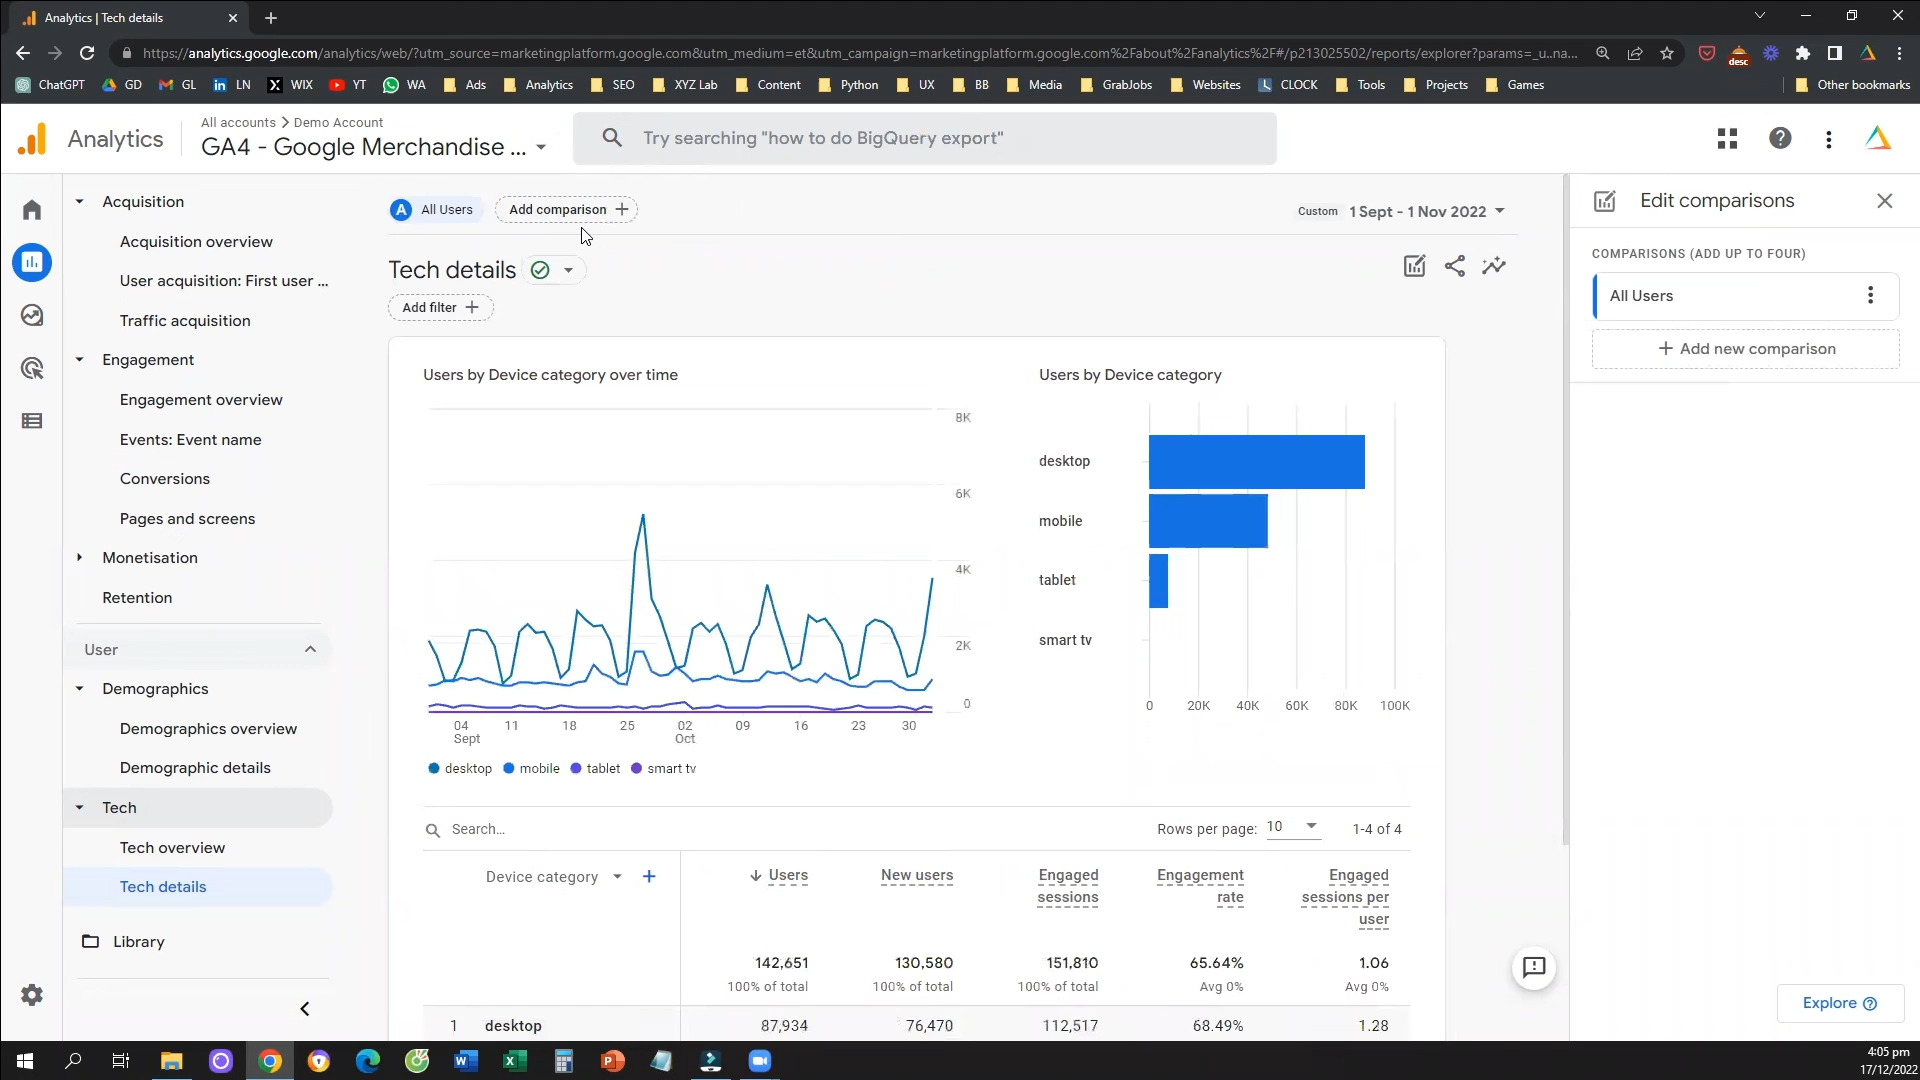 Analytics | Tech details
https://analytics.google.com/analytics/web/?utm_source=marketingplatform.google.com&utm_medium=et&utm_campaign=marketingplatform.google.com%2Fabout%2Fanalytics%2F#/p213025502/reports/explorer?params=_u..na...
desc
ChatGPT GD GL LN WIX YT WA Ads Analytics SEO XYZ Lab Content Python UX BB Media GrabJobs Websites CLOCK Tools Projects Games Other bookmarks
Analytics
All accounts > Demo Account
GA4 - Google Merchandise ...
Try searching "how to do BigQuery export"
Acquisition
Acquisition overview
User acquisition: First user ...
Traffic acquisition
Engagement
Engagement overview
Events: Event name
Conversions
Pages and screens
Monetisation
Retention
User
Demographics
Demographics overview
Demographic details
Tech
Tech overview
Tech details
Library
A All Users
Add comparison +
Custom 1 Sept - 1 Nov 2022
Tech details
Add filter +
Users by Device category over time
8K
6K
4K
2K
0
04 11 18 25 02 09 16 23 30
Sept Oct
desktop mobile tablet smart tv
Users by Device category
desktop
mobile
tablet
smart tv
0 20K 40K 60K 80K 100K
Search...
Rows per page: 10 1-4 of 4
Device category + ↓ Users New users Engaged sessions Engagement rate Engaged sessions per user
142,651 130,580 151,810 65.64% 1.06
100% of total 100% of total 100% of total Avg 0% Avg 0%
1 desktop 87,934 76,470 112,517 68.49% 1.28
Edit comparisons
COMPARISONS (ADD UP TO FOUR)
All Users
+ Add new comparison
Explore
4:05 pm
17/12/2022